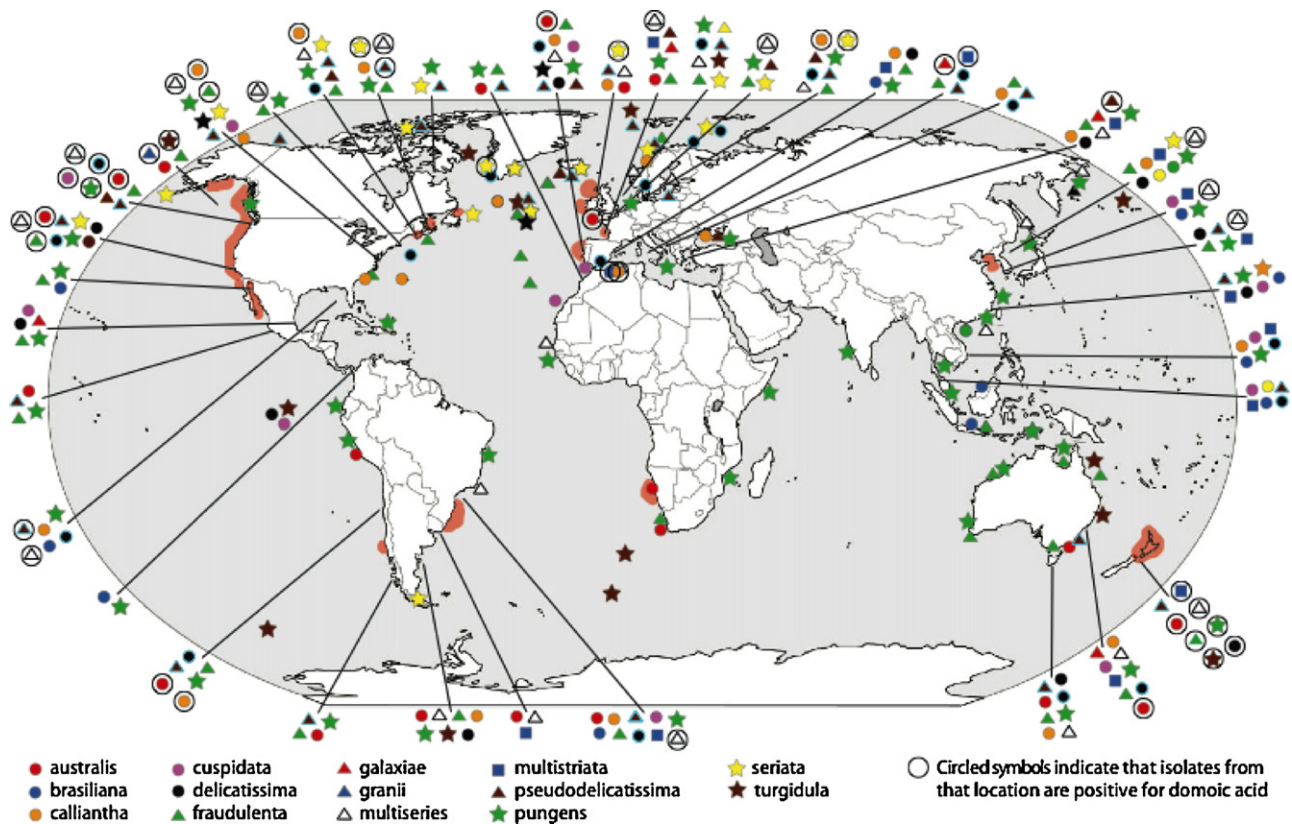 australis
cuspidata
galaxiae
multistriata
seriata
Circled symbols indicate that isolates from
brasiliana
delicatissima
granii
pseudodelicatissima
turgidula
that location are positive for domoic acid
calliantha
fraudulenta
multiseries
pungens